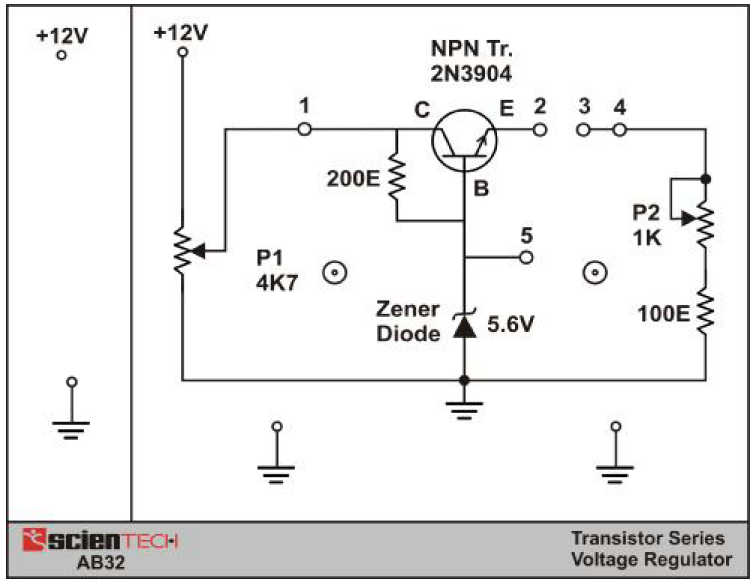 +12V
+12V
NPN Tr.
2N3904
1
C
E
2
3
4
200E
B
P2
1K
5
P1
4K7
Zener
Diode
5.6V
100E
SCIENTECH
AB32
Transistor Series
Voltage Regulator